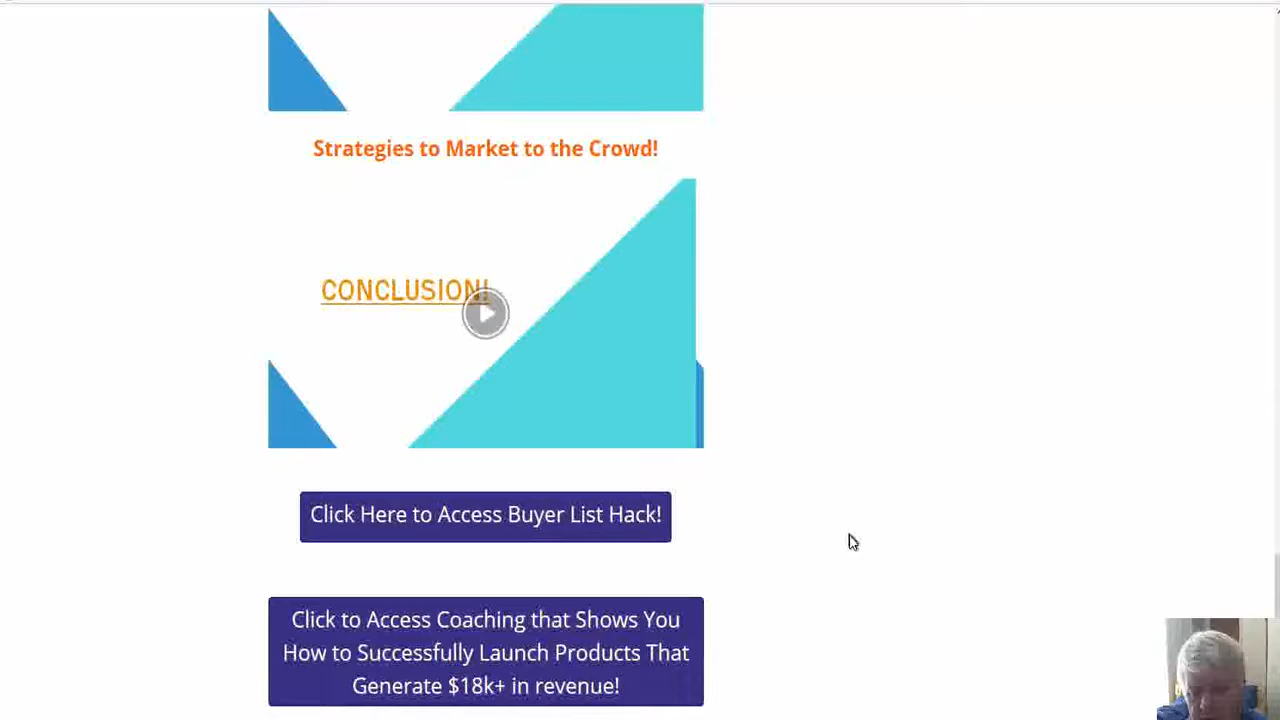 Strategies to Market to the Crowd!
CONCLUSION!
Click Here to Access Buyer List Hack!
Click to Access Coaching that Shows You
How to Successfully Launch Products That
Generate $18k+ in revenue!